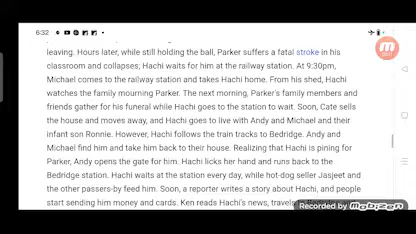 6:32
leaving. Hours later, while still holding the ball, Parker suffers a fatal stroke in his
classroom and collapses; Hachi waits for him at the railway station. At 9:30pm,
Michael comes to the railway station and takes Hachi home. From his shed, Hachi
watches the family mourning Parker. The next morning, Parker's family members and
friends gather for his funeral while Hachi goes to the station to wait. Soon, Cate sells
the house and moves away, and Hachi goes to live with Andy and Michael and their
infant son Ronnie. However, Hachi follows the train tracks to Bedridge. Andy and
Michael find him and take him back to their house. Realizing that Hachi is pining for
Parker, Andy opens the gate for him. Hachi licks her hand and runs back to the
Bedridge station. Hachi waits at the station every day, while hot-dog seller Jasjeet and
the other passers-by feed him. Soon, a reporter writes a story about Hachi, and people
start sending him money and cards. Ken reads Hachi's news, travels
Recorded by Mobizen